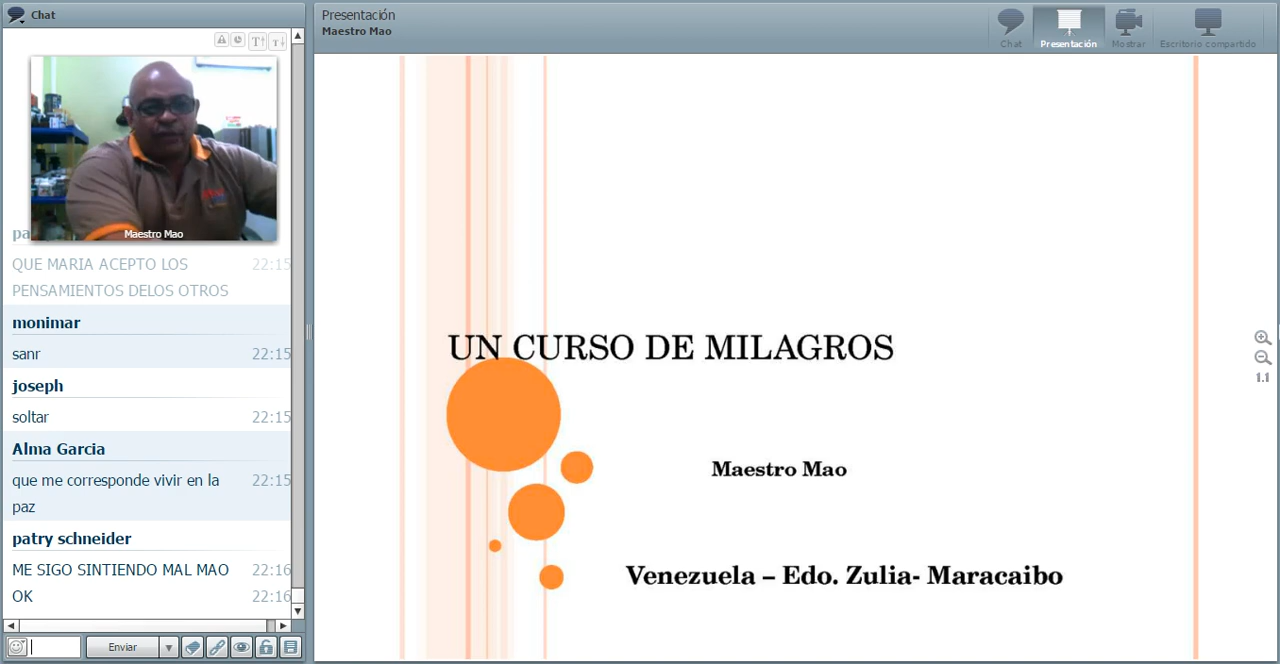 Chat
Maestro Mao
pa
QUE MARIA ACEPTO LOS 22:15
PENSAMIENTOS DELOS OTROS
monimar
sanr 22:15
joseph
soltar 22:15
Alma Garcia
que me corresponde vivir en la 22:15
paz
patry schneider
ME SIGO SINTIENDO MAL MAO 22:16
OK 22:16
Enviar
Presentación
Maestro Mao
Chat
Presentación
Mostrar
Escritorio compartido
UN CURSO DE MILAGROS
Maestro Mao
Venezuela – Edo. Zulia- Maracaibo
1.1